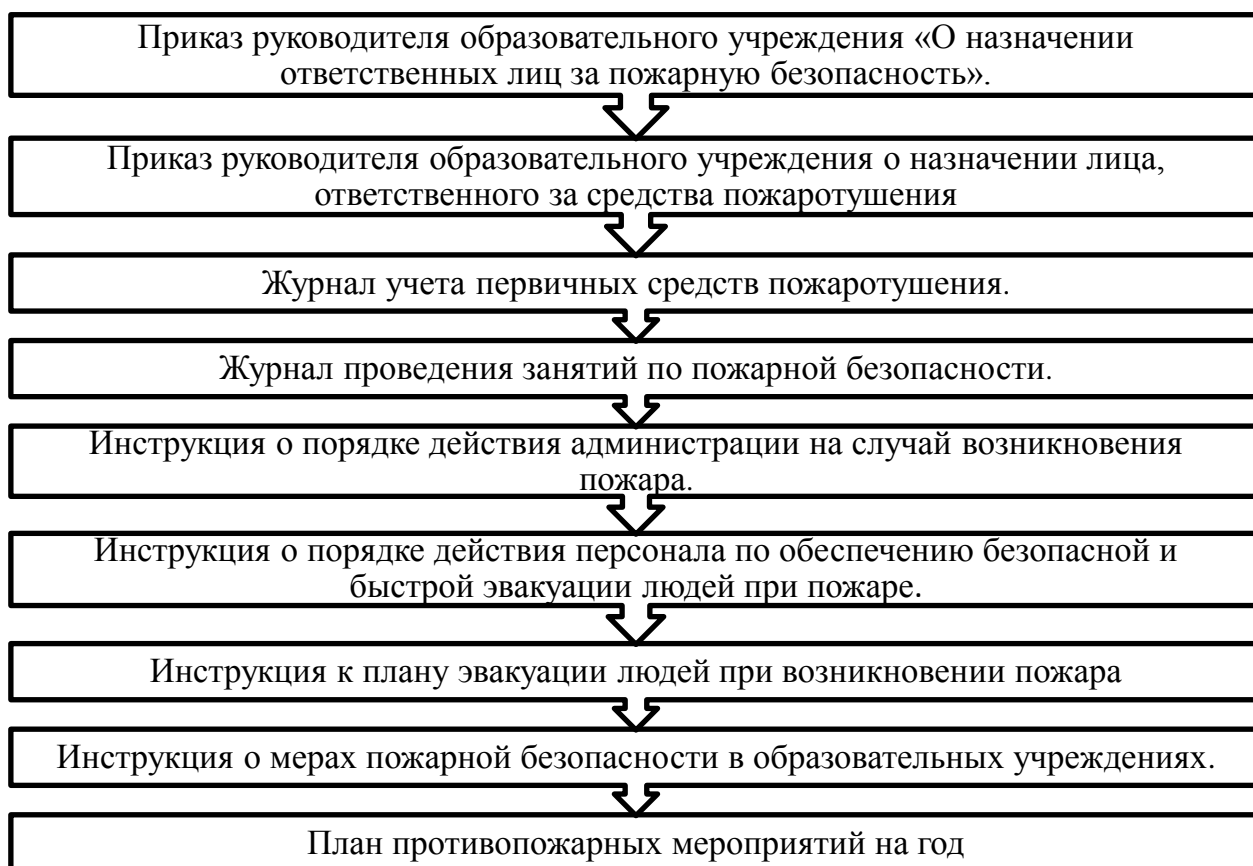 Приказ руководителя образовательного учреждения «О назначении
ответственных лиц за пожарную безопасность».
Приказ руководителя образовательного учреждения о назначении лица,
ответственного за средства пожаротушения
Журнал учета первичных средств пожаротушения.
Журнал проведения занятий по пожарной безопасности.
Инструкция о порядке действия администрации на случай возникновения
пожара.
Инструкция о порядке действия персонала по обеспечению безопасной и
быстрой эвакуации людей при пожаре.
Инструкция к плану эвакуации людей при возникновении пожара
Инструкция о мерах пожарной безопасности в образовательных учреждениях.
План противопожарных мероприятий на год